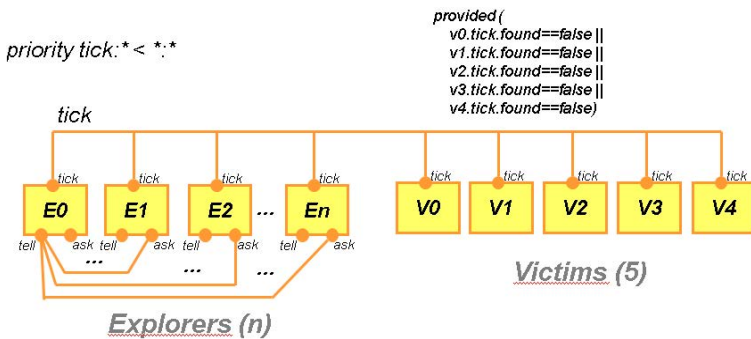 provided (
v0.tick.found==false ||
v1.tick.found==false ||
v2.tick.found==false ||
v3.tick.found==false ||
v4.tick.found==false)
priority tick:* < *:*
tick
tick tick tick tick tick tick tick tick tick
E0 E1 E2 ... En V0 V1 V2 V3 V4
tell ask tell ask tell ask tell ask
... ... ...
Victims (5)
Explorers (n)